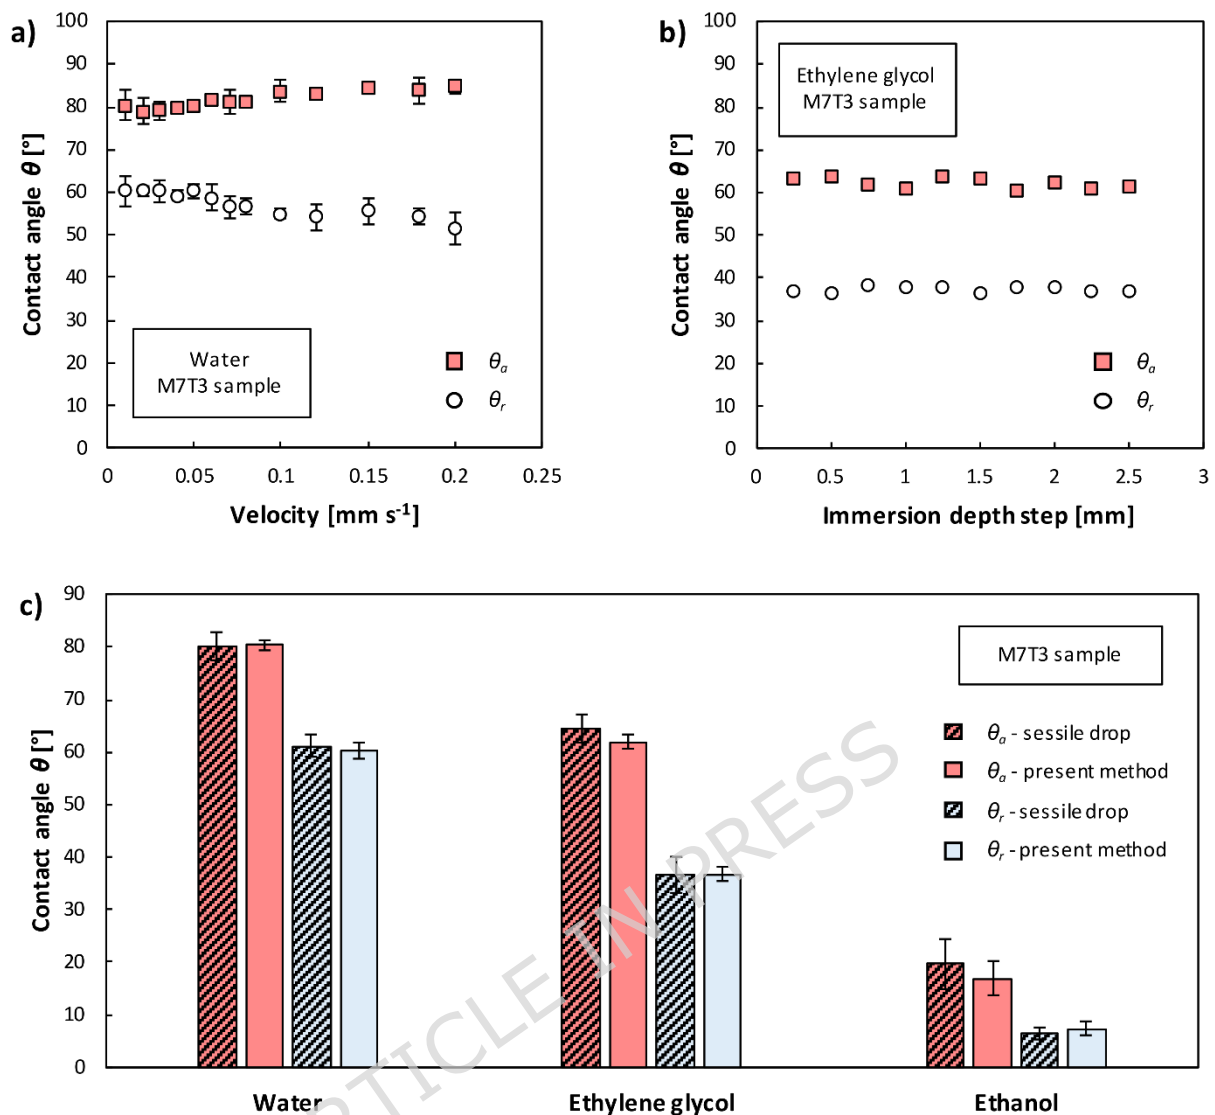 a)
100
90
80
70
60
50
40
30
20
10
0
Contact angle θ [°]
Water
M7T3 sample
θa
θr
0 0.05 0.1 0.15 0.2 0.25
Velocity [mm s-1]
b)
100
90
80
70
60
50
40
30
20
10
0
Contact angle θ [°]
Ethylene glycol
M7T3 sample
θa
θr
0 0.5 1 1.5 2 2.5 3
Immersion depth step [mm]
c)
90
80
70
60
50
40
30
20
10
0
Contact angle θ [°]
M7T3 sample
θa - sessile drop
θa - present method
θr - sessile drop
θr - present method
Water Ethylene glycol Ethanol
RTICLE IN PRESS